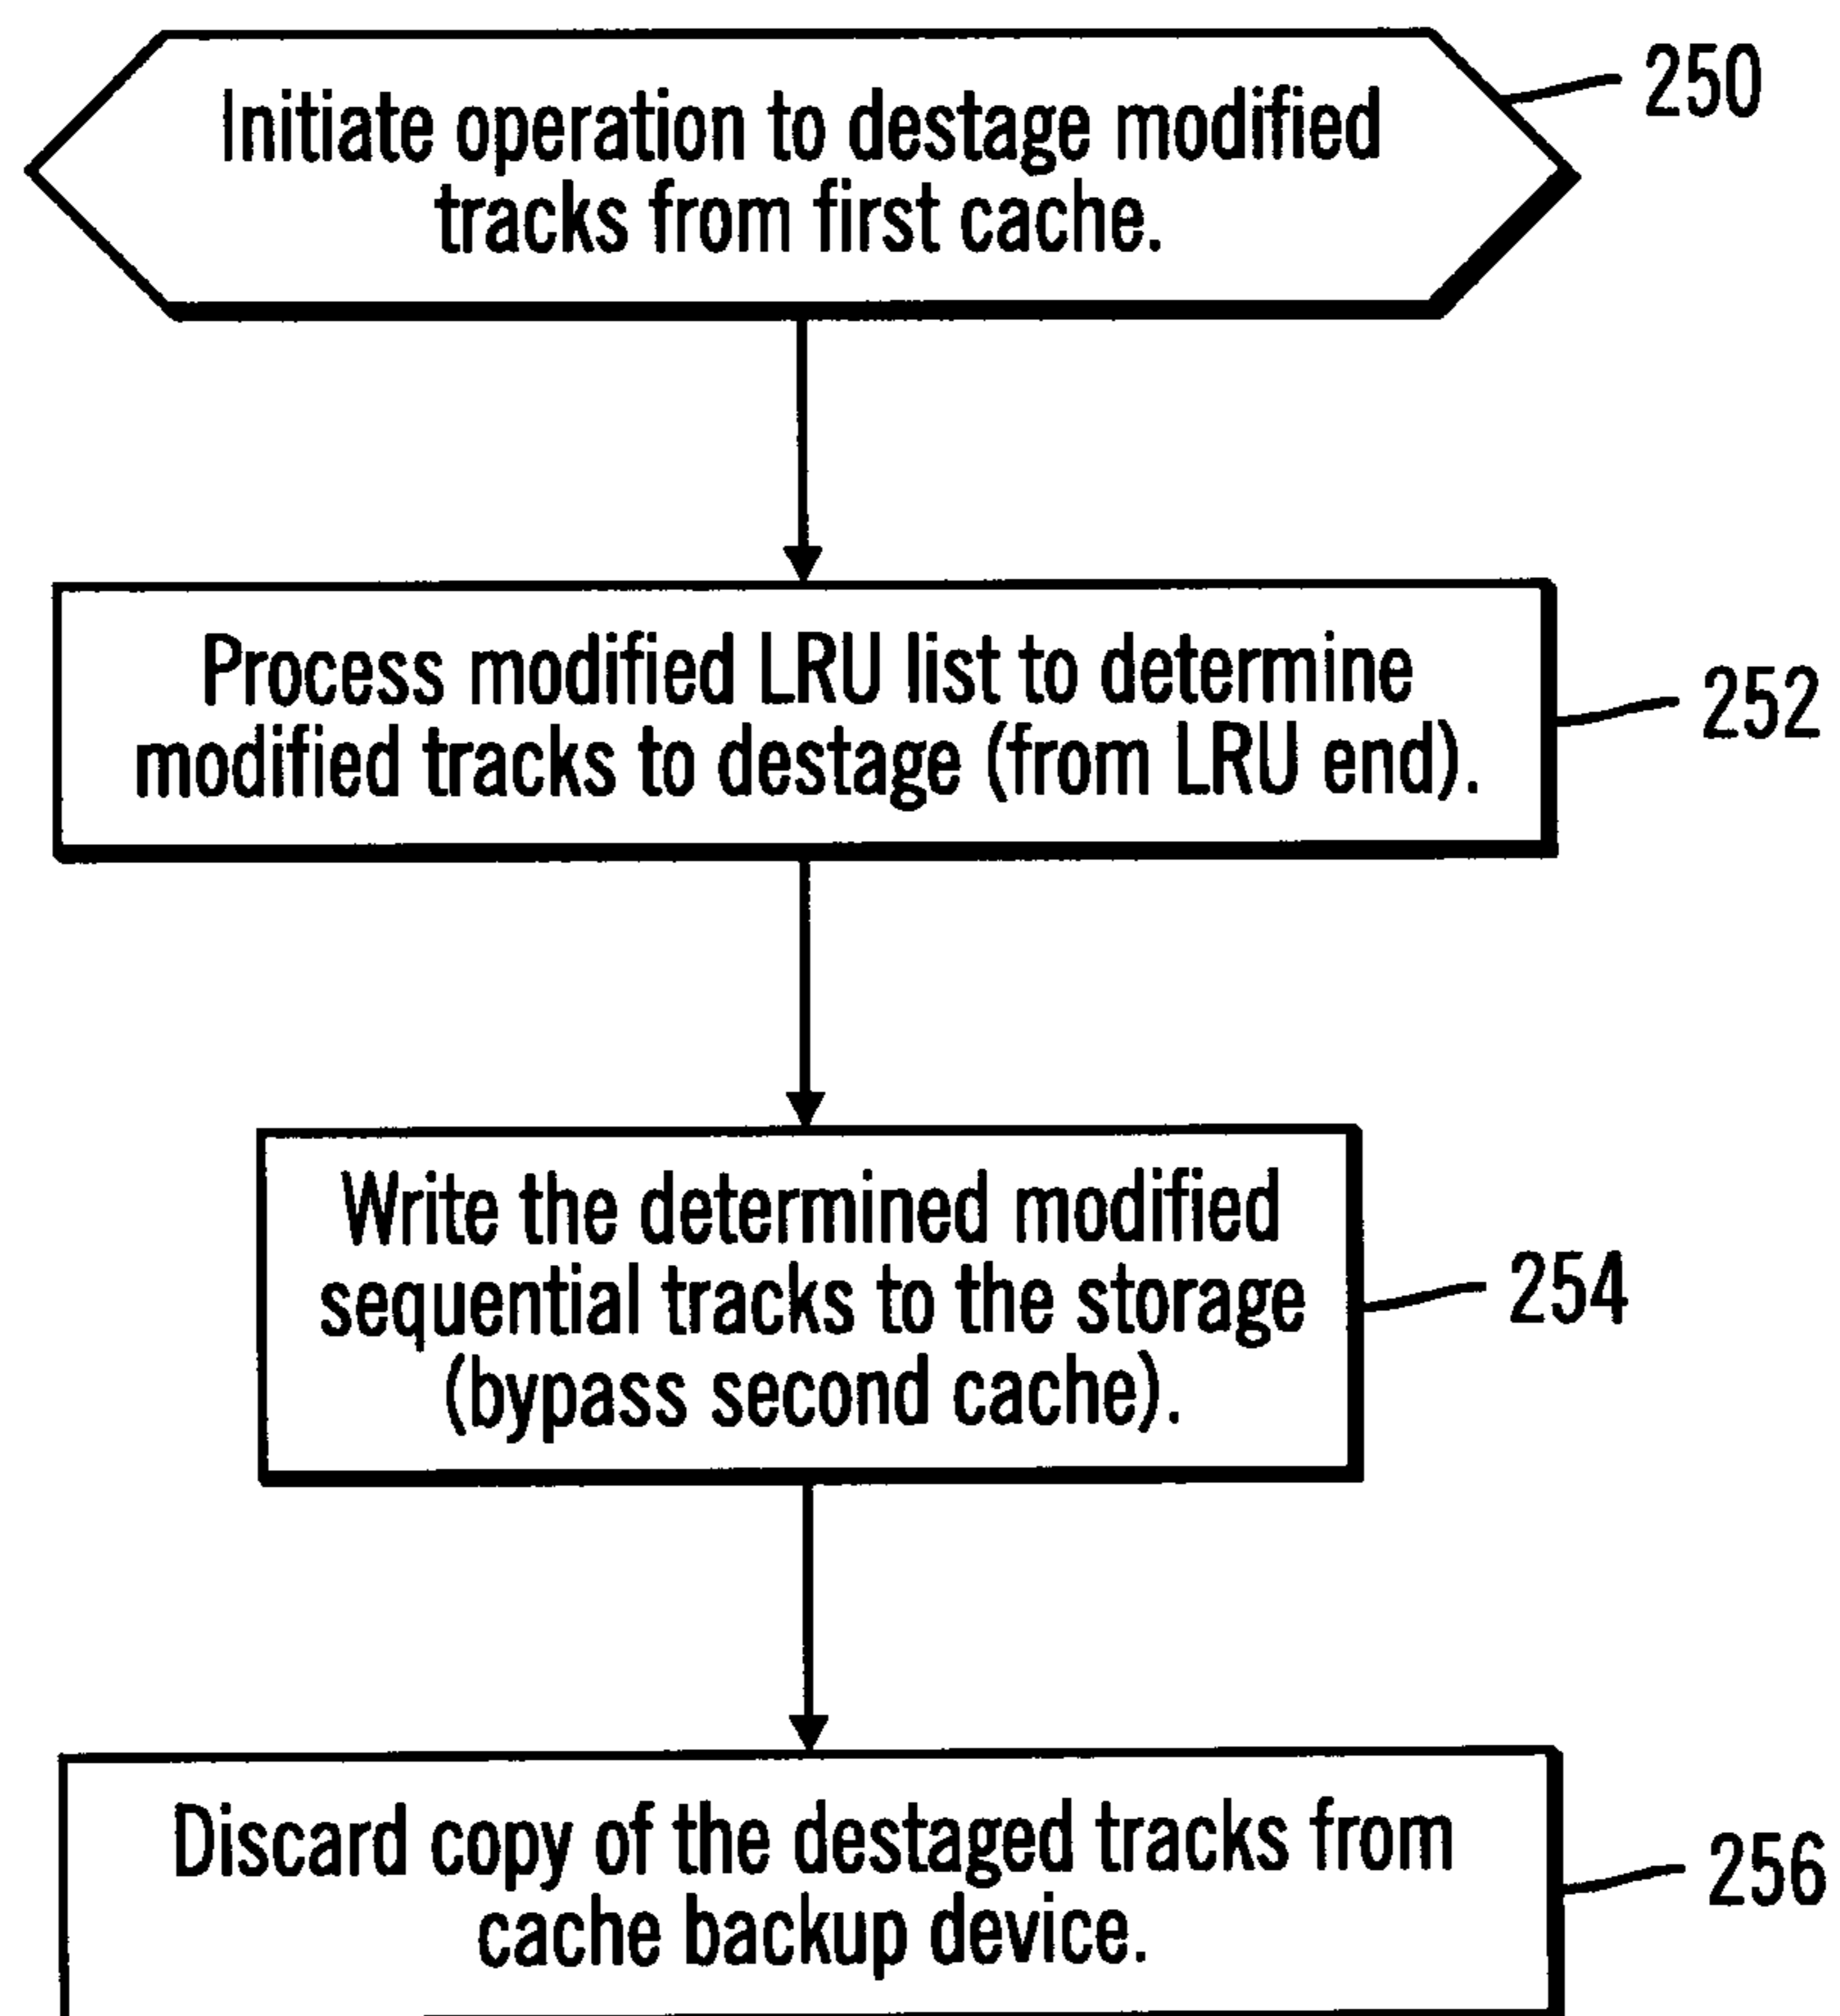 Initiate operation to destage modified
tracks from first cache.
250
Process modified LRU list to determine
modified tracks to destage (from LRU end).
252
Write the determined modified
sequential tracks to the storage
(bypass second cache).
254
Discard copy of the destaged tracks from
cache backup device.
256